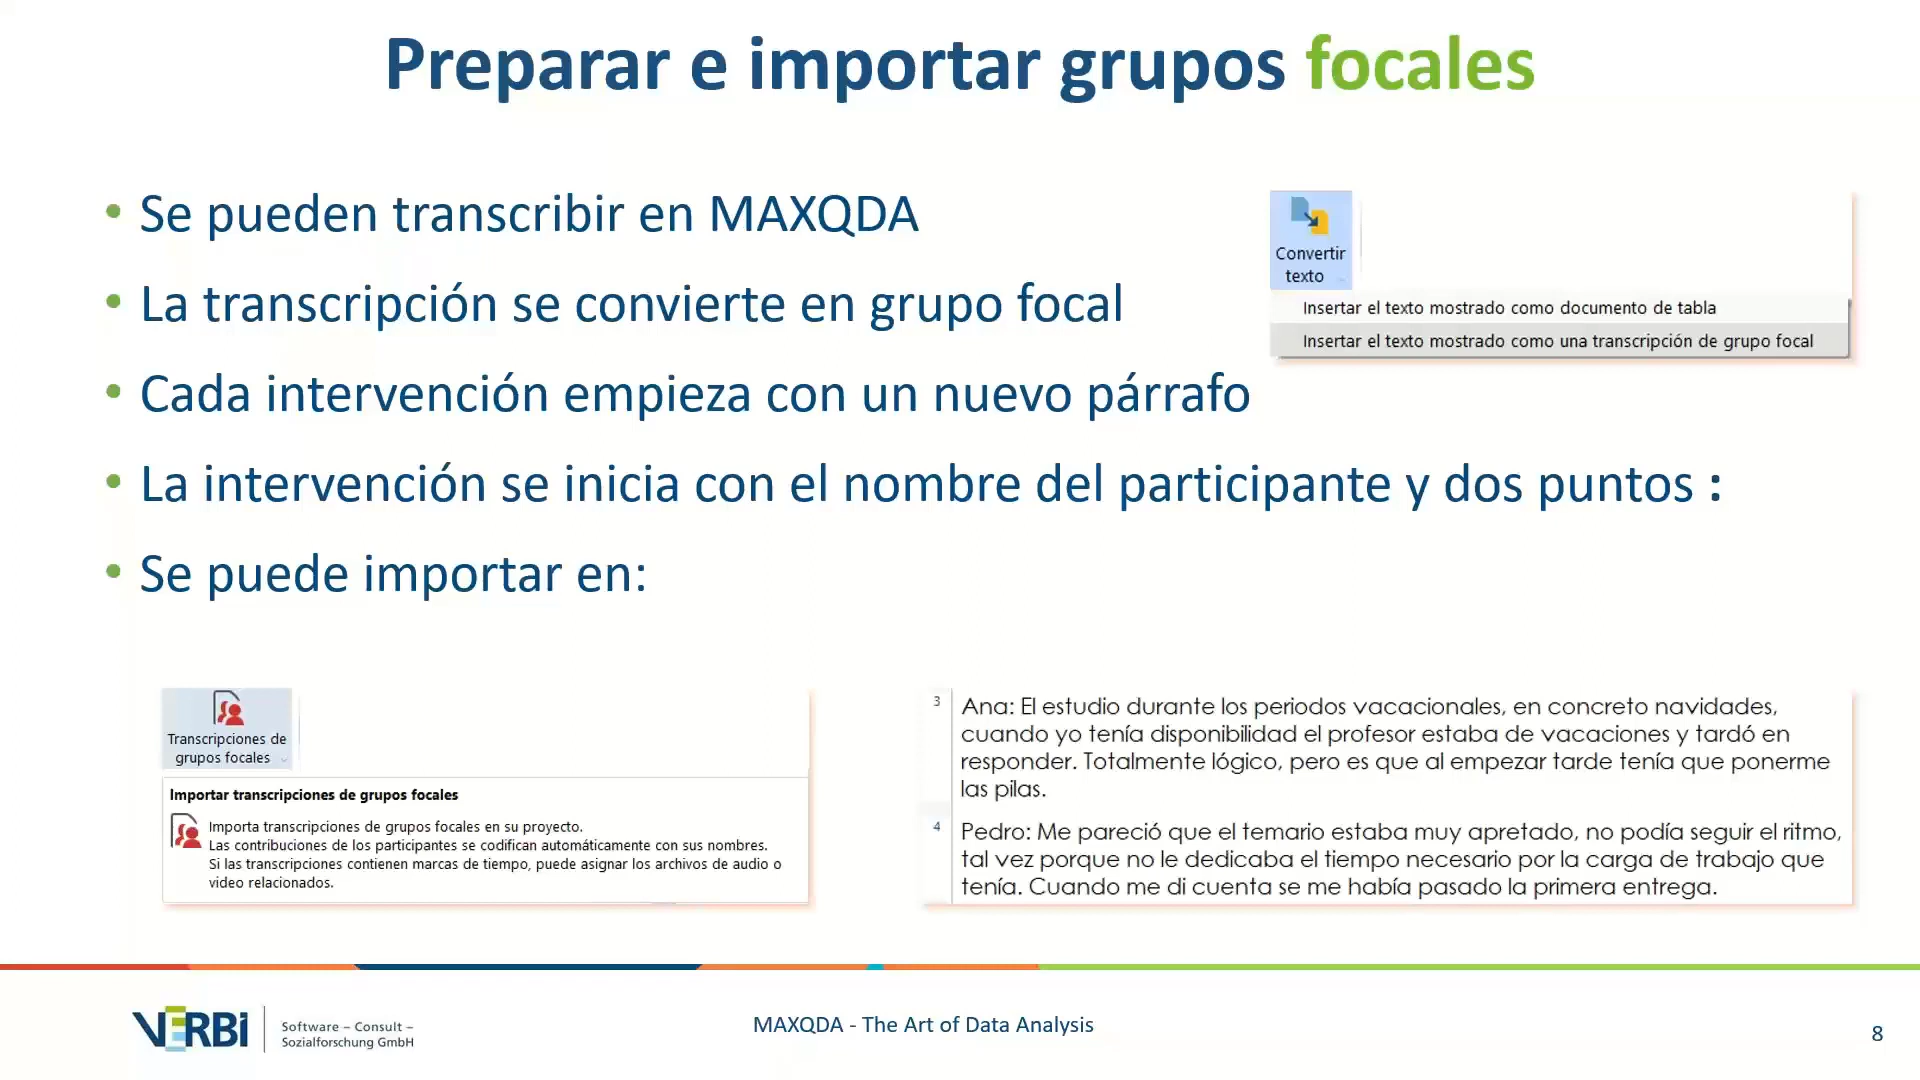 Preparar e importar grupos focales
• Se pueden transcribir en MAXQDA
• La transcripción se convierte en grupo focal
• Cada intervención empieza con un nuevo párrafo
• La intervención se inicia con el nombre del participante y dos puntos :
• Se puede importar en:
Convertir
texto
Insertar el texto mostrado como documento de tabla
Insertar el texto mostrado como una transcripción de grupo focal
Transcripciones de
grupos focales
Importar transcripciones de grupos focales
Importa transcripciones de grupos focales en su proyecto.
Las contribuciones de los participantes se codifican automáticamente con sus nombres.
Si las transcripciones contienen marcas de tiempo, puede asignar los archivos de audio o
video relacionados.
3 Ana: El estudio durante los periodos vacacionales, en concreto navidades,
cuando yo tenía disponibilidad el profesor estaba de vacaciones y tardó en
responder. Totalmente lógico, pero es que al empezar tarde tenía que ponerme
las pilas.
4 Pedro: Me pareció que el temario estaba muy apretado, no podía seguir el ritmo,
tal vez porque no le dedicaba el tiempo necesario por la carga de trabajo que
tenía. Cuando me di cuenta se me había pasado la primera entrega.
VERBI
Software – Consult –
Sozialforschung GmbH
MAXQDA - The Art of Data Analysis
8